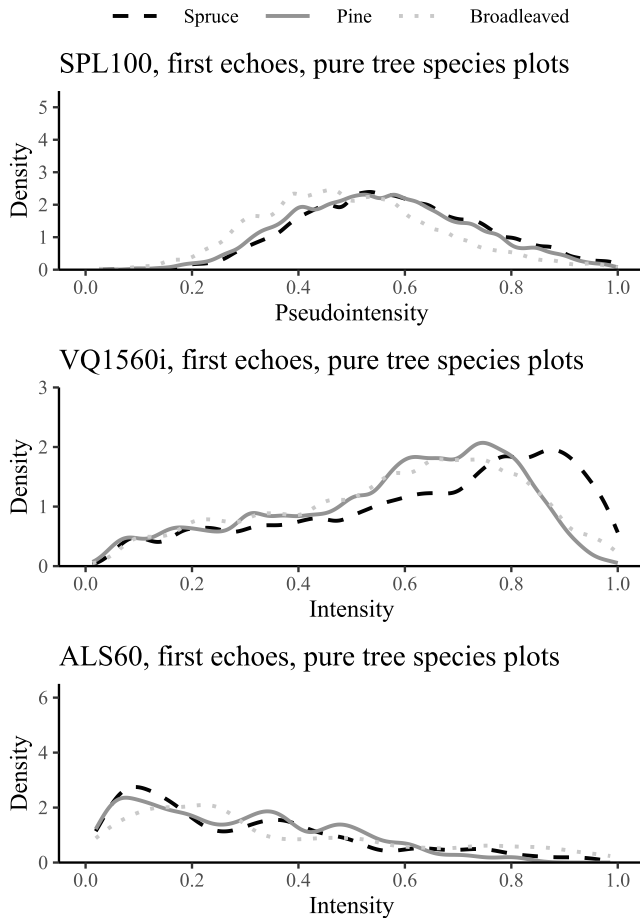 Spruce Pine Broadleaved
SPL100, first echoes, pure tree species plots
5
4
3
2
1
0
Density
0.0 0.2 0.4 0.6 0.8 1.0
Pseudointensity
VQ1560i, first echoes, pure tree species plots
3
2
1
0
Density
0.0 0.2 0.4 0.6 0.8 1.0
Intensity
ALS60, first echoes, pure tree species plots
6
4
2
0
Density
0.0 0.2 0.4 0.6 0.8 1.0
Intensity